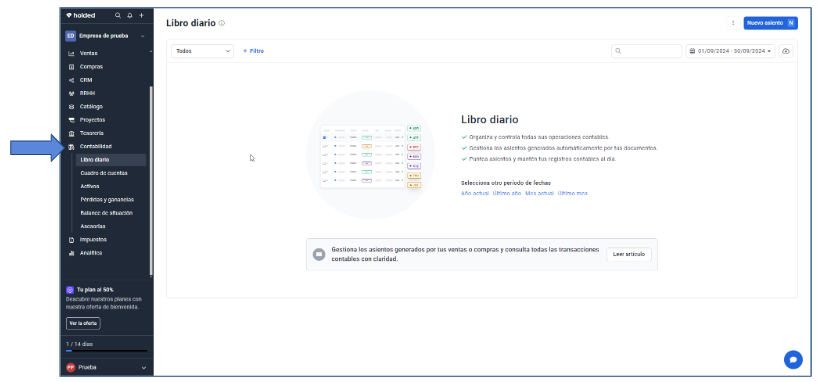 holded
Empresa de prueba
Ventas
Compras
CRM
RRHH
Catálogo
Proyectos
Tesorería
Contabilidad
Libro diario
Cuadro de cuentas
Activos
Pérdidas y ganancias
Balance de situación
Asesorías
Impuestos
Analítica
Tu plan al 50%
Descubre nuestros planes con
nuestra oferta de bienvenida.
Ver la oferta
1 / 14 días
PP Prueba
Libro diario
Nuevo asiento N
Todos
+ Filtro
01/09/2024 - 30/09/2024
Libro diario
Organiza y controla todas sus operaciones contables.
Gestiona los asientos generados automáticamente por tus documentos.
Puntea asientos y mantén tus registros contables al día.
Selecciona otro periodo de fechas
Año actual Último año Mes actual Último mes
Gestiona los asientos generados por tus ventas o compras y consulta todas las transacciones
contables con claridad.
Leer artículo